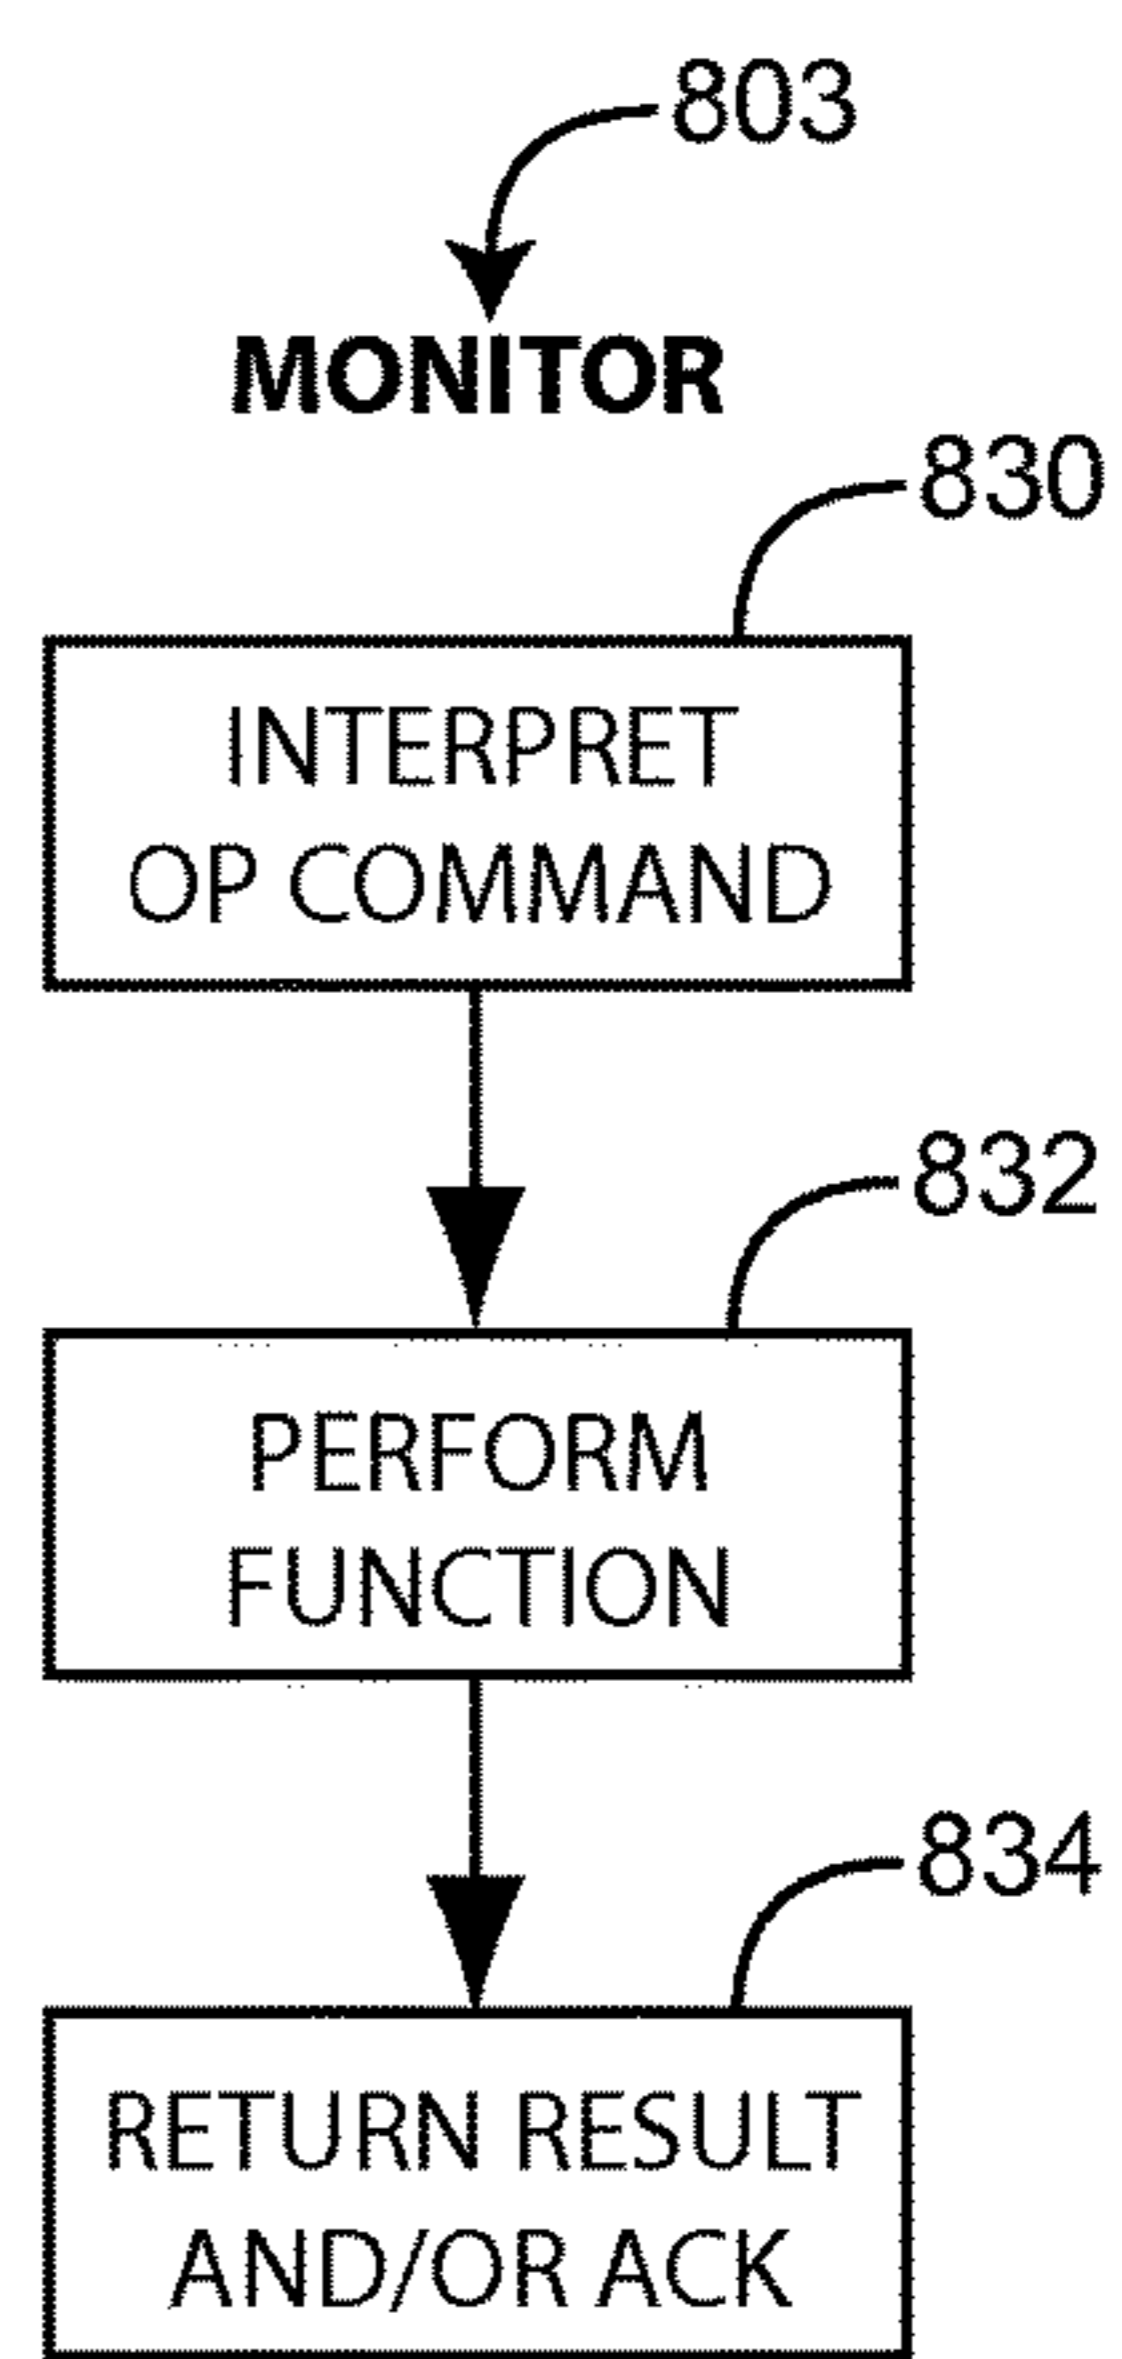 803
MONITOR
830
INTERPRET
OP COMMAND
832
PERFORM
FUNCTION
834
RETURN RESULT
AND/OR ACK